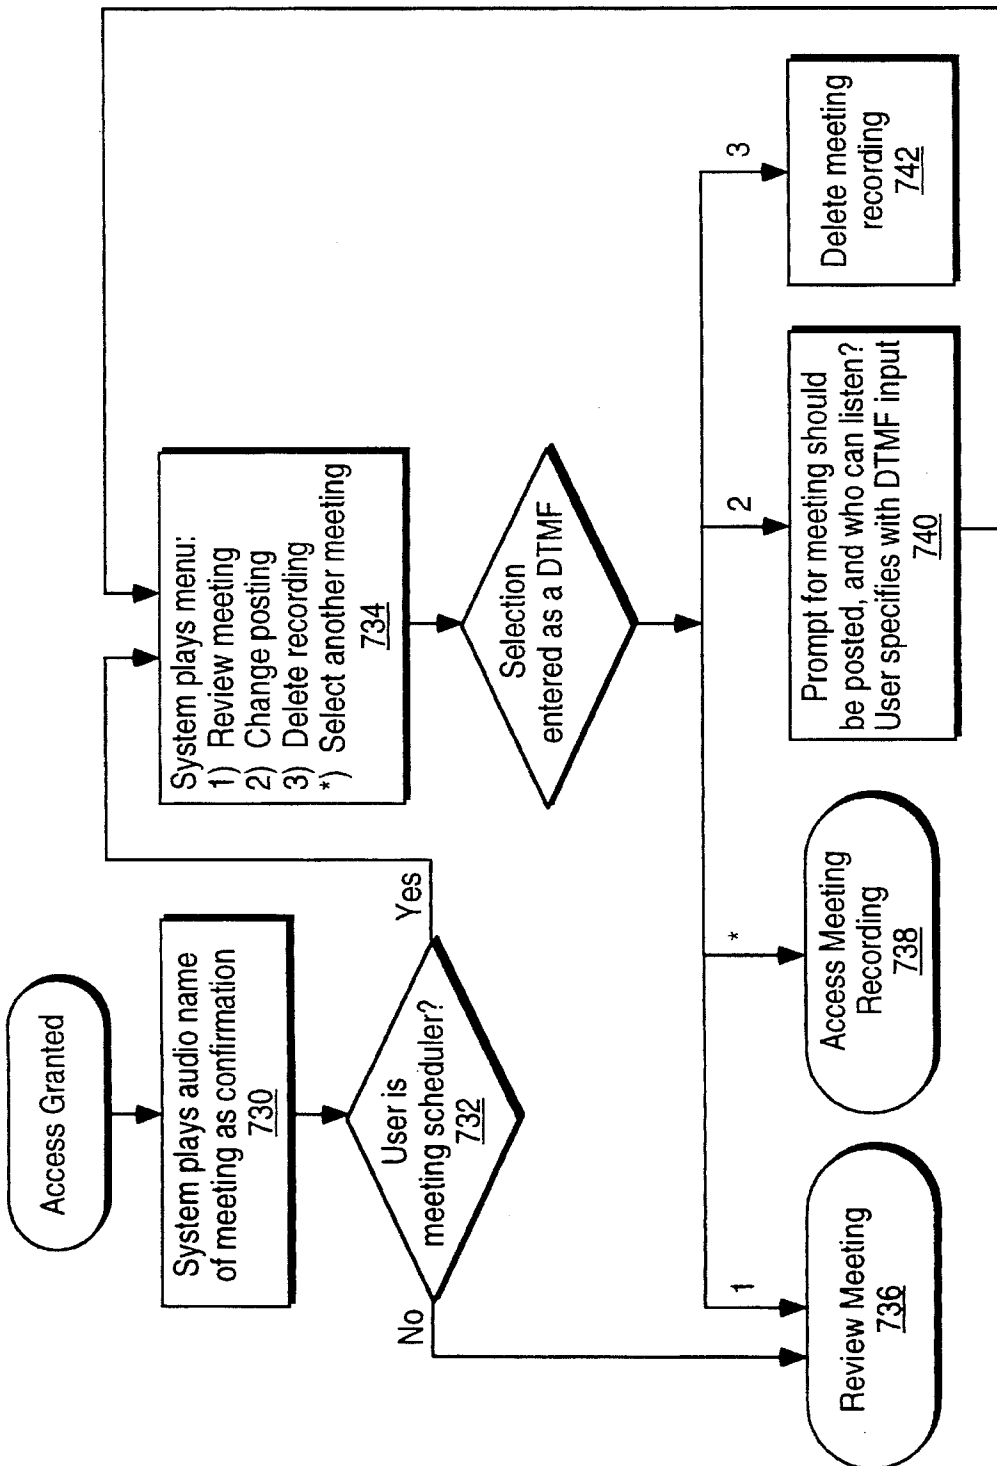 Access Granted
System plays audio name
of meeting as confirmation
730
User is
meeting scheduler?
732
No
Yes
System plays menu:
1) Review meeting
2) Change posting
3) Delete recording
*) Select another meeting
734
Selection
entered as a DTMF
1
*
2
3
Review Meeting
736
Access Meeting
Recording
738
Prompt for meeting should
be posted, and who can listen?
User specifies with DTMF input
740
Delete meeting
recording
742